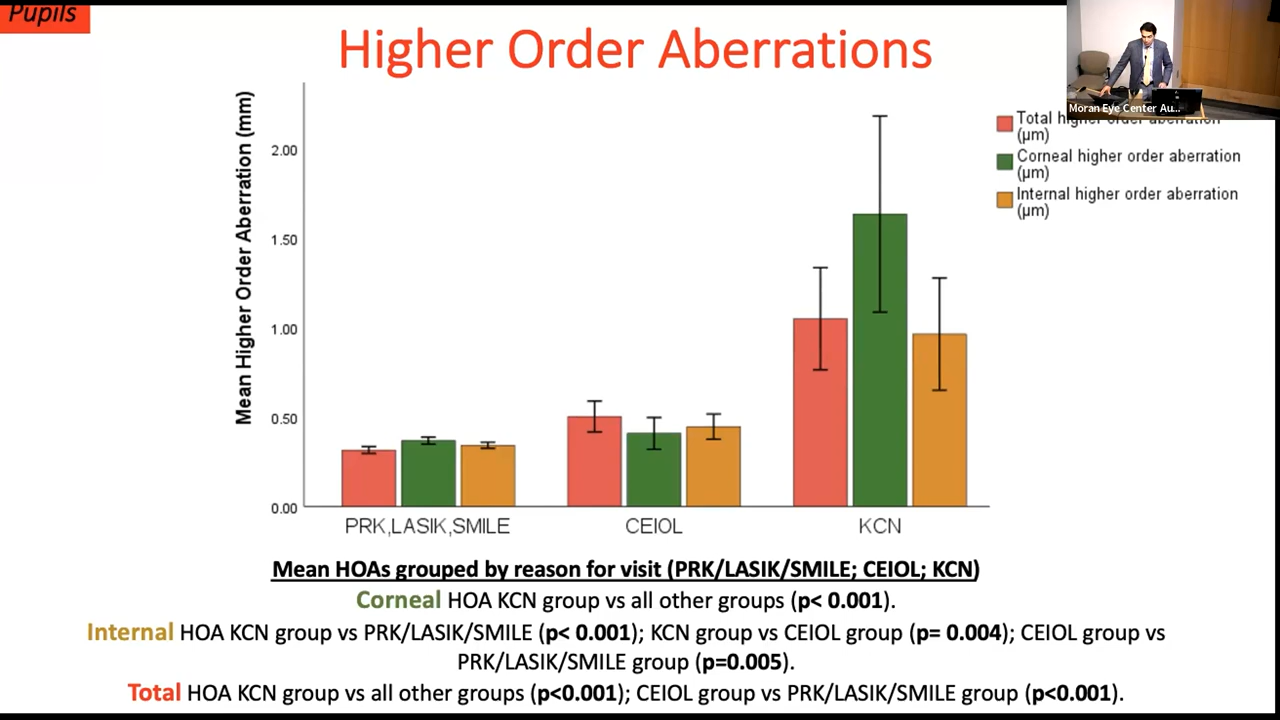 Pupils
Higher Order Aberrations
Moran Eye Center Au...
Mean Higher Order Aberration (mm)
2.00
1.50
1.00
0.50
0.00
Total higher order aberration
(µm)
Corneal higher order aberration
(µm)
Internal higher order aberration
(µm)
PRK,LASIK,SMILE
CEIOL
KCN
Mean HOAs grouped by reason for visit (PRK/LASIK/SMILE; CEIOL; KCN)
Corneal HOA KCN group vs all other groups (p< 0.001).
Internal HOA KCN group vs PRK/LASIK/SMILE (p< 0.001); KCN group vs CEIOL group (p= 0.004); CEIOL group vs
PRK/LASIK/SMILE group (p=0.005).
Total HOA KCN group vs all other groups (p<0.001); CEIOL group vs PRK/LASIK/SMILE group (p<0.001).